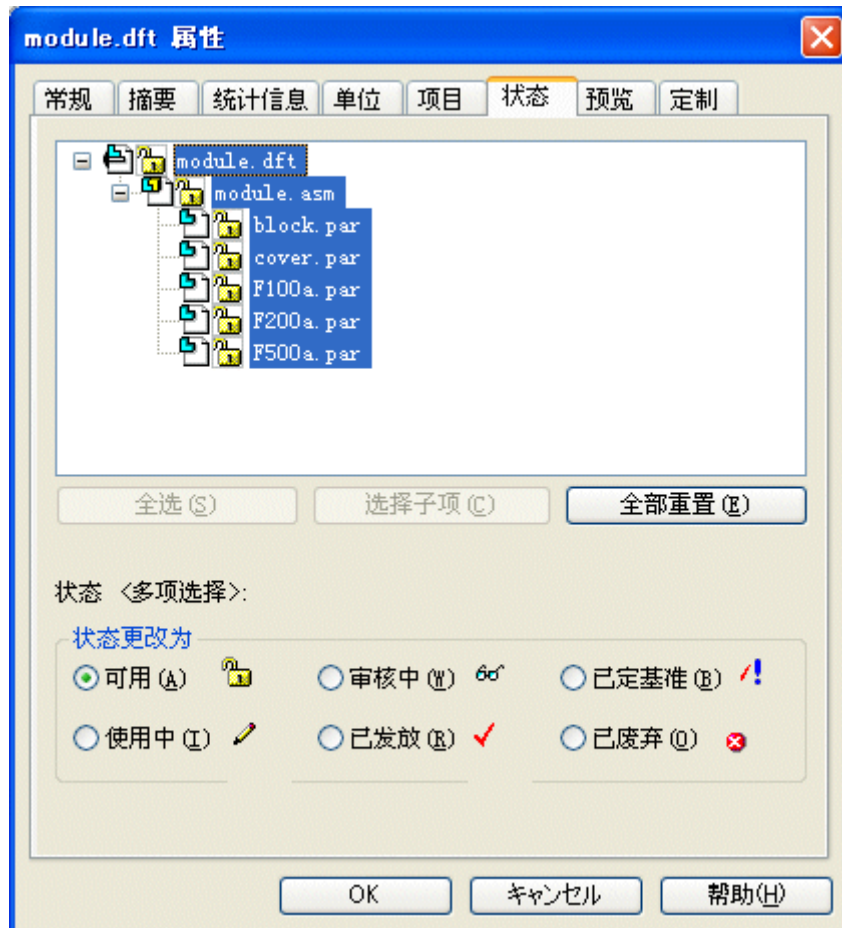 module.dft 属性
常规 摘要 统计信息 单位 项目 状态 预览 定制
module.dft
module.asm
block.par
cover.par
F100a.par
F200a.par
F500a.par
全选(S) 选择子项(C) 全部重置(E)
状态 <多项选择>:
状态更改为
可用(A) 审核中(W) 已定基准(B)
使用中(I) 已发放(R) 已废弃(O)
OK キャンセル 帮助(H)